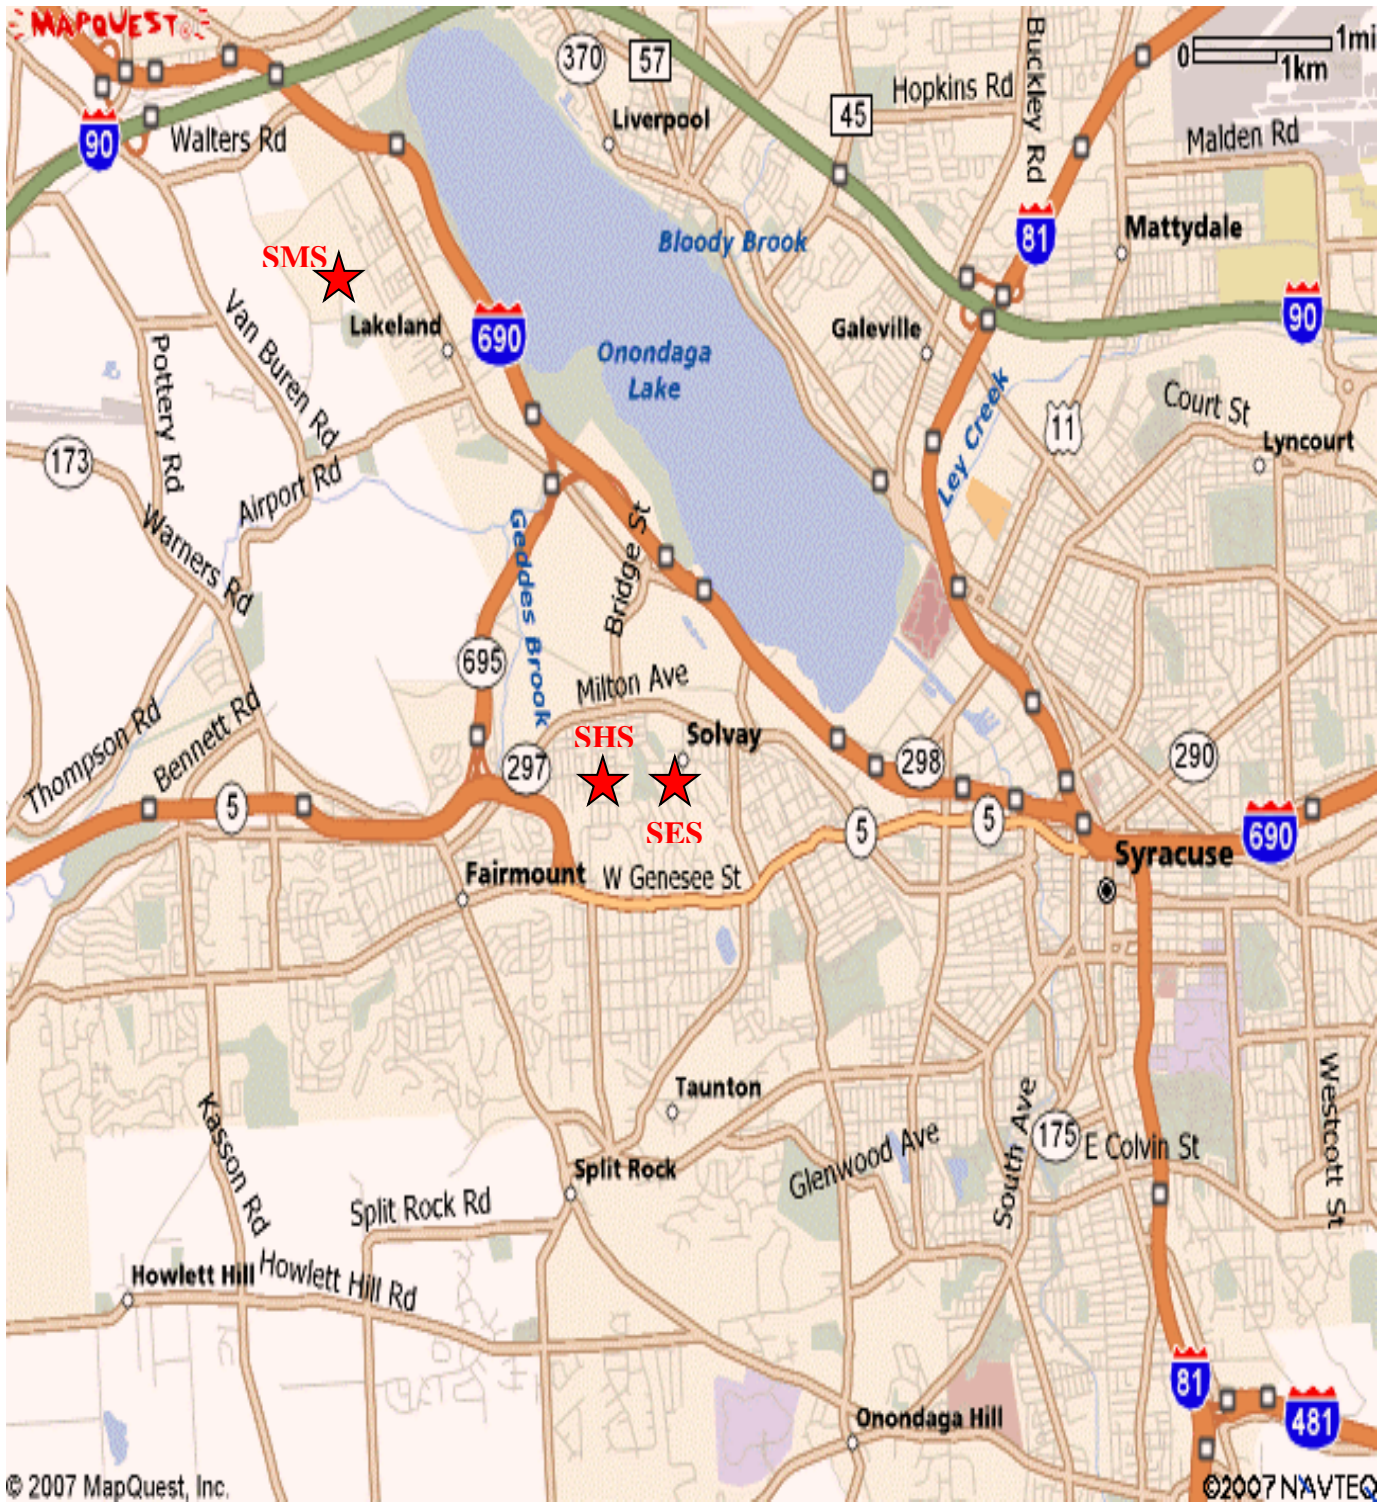 MAPQUEST®
370
57
0
1mi
1km
Hopkins Rd
Buckley Rd
45
Liverpool
90
Walters Rd
Malden Rd
81
Mattydale
Bloody Brook
SMS
Van Buren Rd
Lakeland
690
Onondaga
Lake
Galeville
90
Pottery Rd
Ley Creek
11
Court St
Lyncourt
173
Airport Rd
Warners Rd
Geddes Brook
Bridge St
695
Milton Ave
Thompson Rd
Bennett Rd
SHS
Solvay
297
298
290
5
SES
5
5
690
Syracuse
Fairmount
W Genesee St
Taunton
Kasson Rd
South Ave
175
E Colvin St
Westcott St
Glenwood Ave
Split Rock
Split Rock Rd
Howlett Hill
Howlett Hill Rd
81
481
Onondaga Hill
© 2007 MapQuest, Inc.
©2007 NAVTEQ